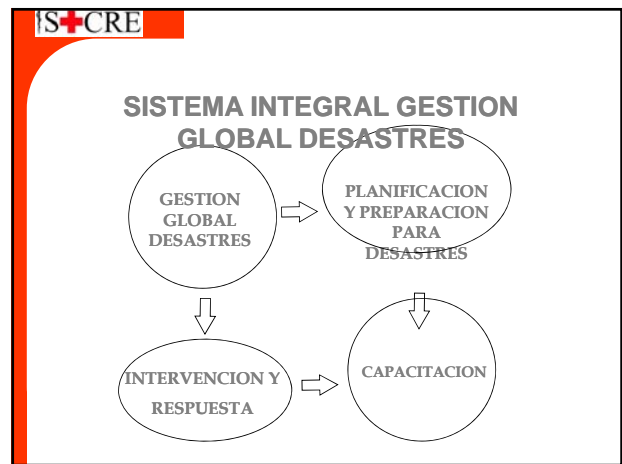 S+CRE
SISTEMA INTEGRAL GESTION
GLOBAL DESASTRES
GESTION
GLOBAL
DESASTRES
PLANIFICACION
Y PREPARACION
PARA
DESASTRES
INTERVENCION Y
RESPUESTA
CAPACITACION